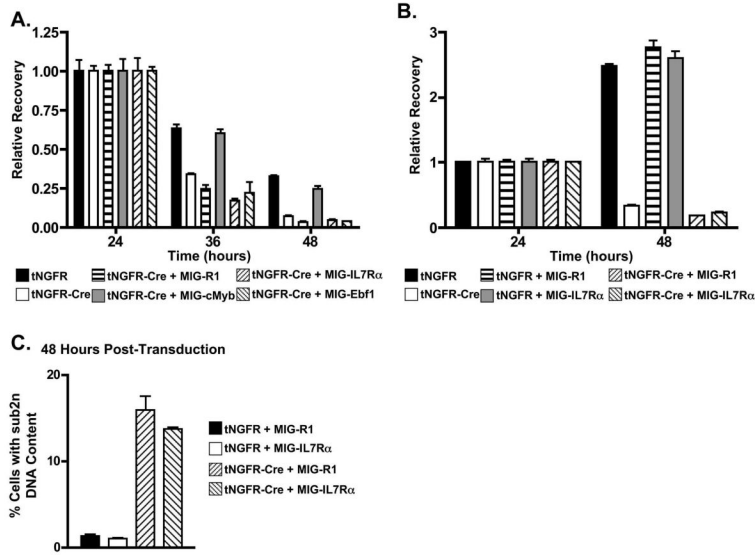 A.
1.25
1.00
0.75
0.50
0.25
0.00
Relative Recovery
24
36
48
Time (hours)
tNGFR
tNGFR-Cre + MIG-R1
tNGFR-Cre + MIG-IL7Rα
tNGFR-Cre
tNGFR-Cre + MIG-cMyb
tNGFR-Cre + MIG-Ebf1
B.
3
2
1
0
Relative Recovery
24
48
Time (hours)
tNGFR
tNGFR + MIG-R1
tNGFR-Cre + MIG-R1
tNGFR-Cre
tNGFR + MIG-IL7Rα
tNGFR-Cre + MIG-IL7Rα
C.
48 Hours Post-Transduction
20
10
0
% Cells with sub2n
DNA Content
tNGFR + MIG-R1
tNGFR + MIG-IL7Rα
tNGFR-Cre + MIG-R1
tNGFR-Cre + MIG-IL7Rα